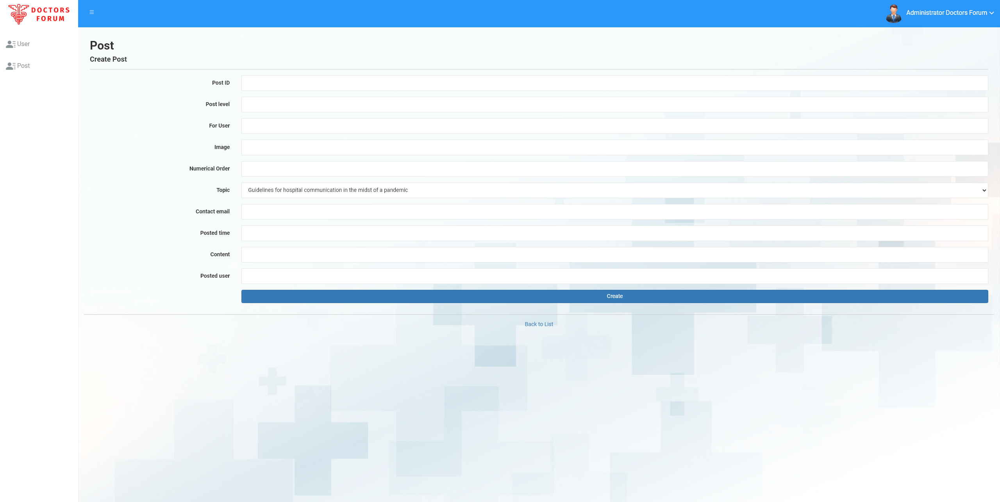 DOCTORS
FORUM
Administrator Doctors Forum
User
Post
Post
Create Post
Post ID
Post level
For User
Image
Numerical Order
Topic
Guidelines for hospital communication in the midst of a pandemic
Contact email
Posted time
Content
Posted user
Create
Back to List